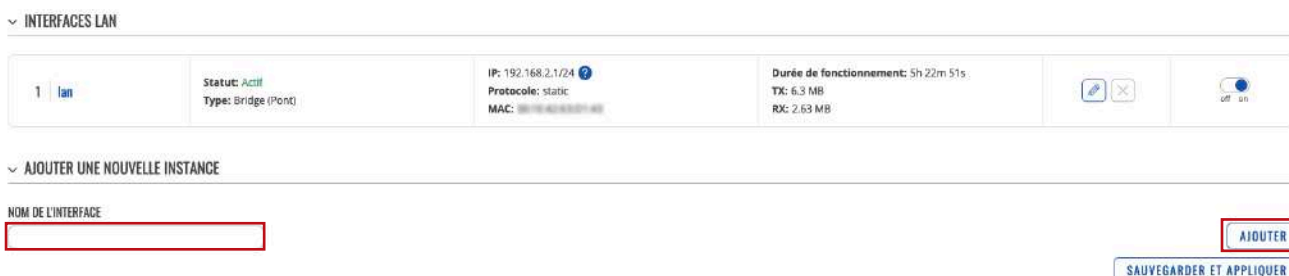 INTERFACES LAN
1 lan
Statut: Actif
Type: Bridge (Pont)
IP: 192.168.2.1/24 ?
Protocole: static
MAC:
Durée de fonctionnement: 5h 22m 51s
TX: 6.3 MB
RX: 2.63 MB
off on
AJOUTER UNE NOUVELLE INSTANCE
NOM DE L'INTERFACE
AJOUTER
SAUVEGARDER ET APPLIQUER